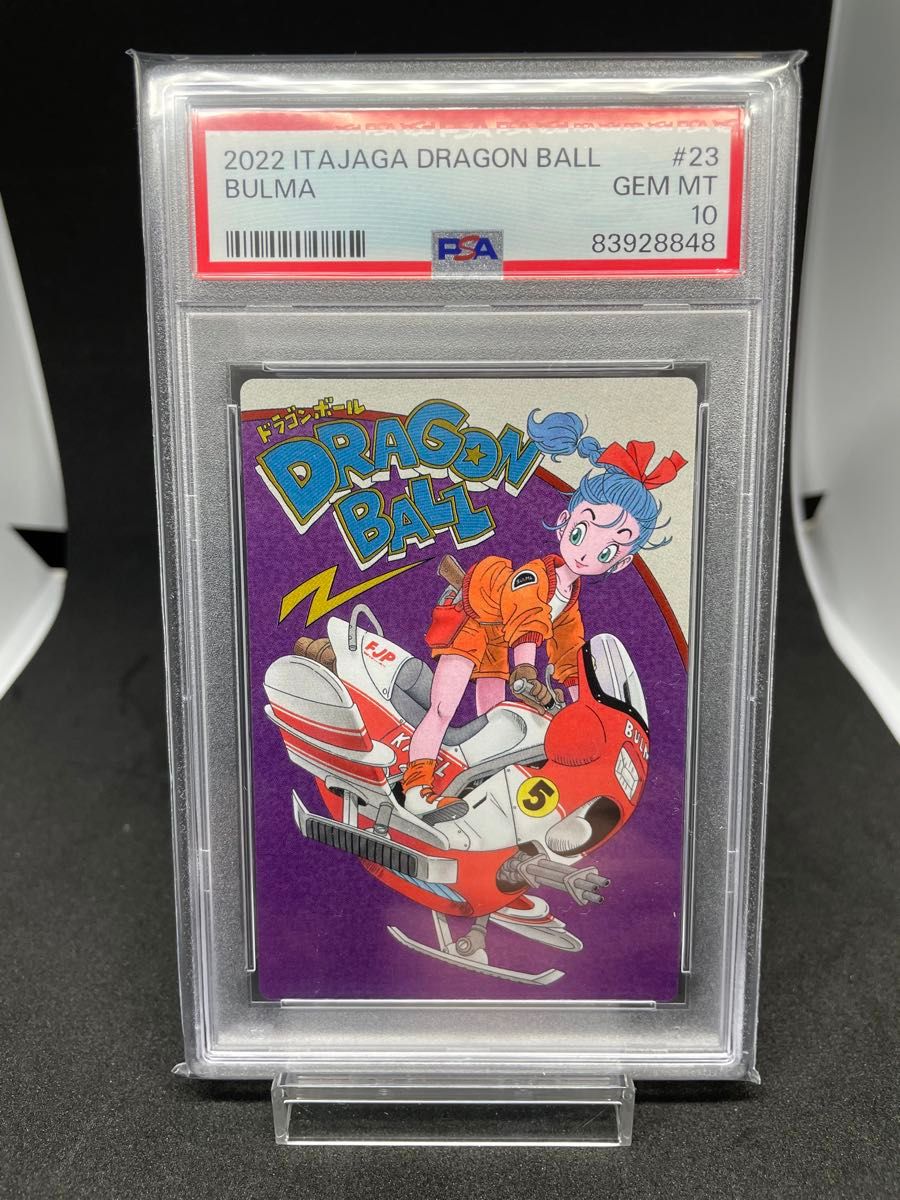 2022 ITAJAGA DRAGON BALL #23
BULMA GEM MT
10
PSA 83928848
ドラゴンボール
DRAGON
BALL
BULMA
FJP
5